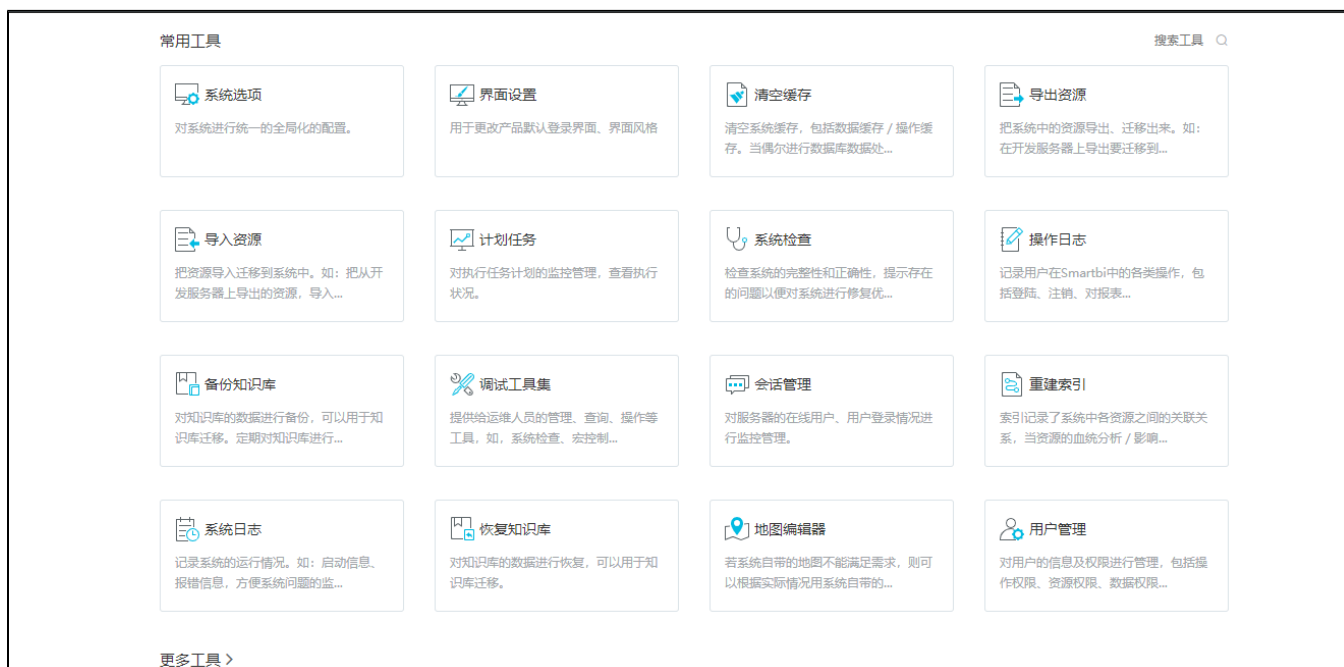 常用工具
搜索工具
系统选项
对系统进行统一的全局化的配置。
界面设置
用于更改产品默认登录界面、界面风格
清空缓存
清空系统缓存，包括数据缓存 / 操作缓
存。当偶尔进行数据库数据处...
导出资源
把系统中的资源导出、迁移出来。如：
在开发服务器上导出要迁移到...
导入资源
把资源导入迁移到系统中。如：把从开
发服务器上导出的资源，导入...
计划任务
对执行任务计划的监控管理，查看执行
状况。
系统检查
检查系统的完整性和正确性，提示存在
的问题以便对系统进行修复优...
操作日志
记录用户在Smartbi中的各类操作，包
括登陆、注销、对报表...
备份知识库
对知识库的数据进行备份，可以用于知
识库迁移。定期对知识库进行...
调试工具集
提供给运维人员的管理、查询、操作等
工具，如，系统检查、宏控制...
会话管理
对服务器的在线用户、用户登录情况进
行监控管理。
重建索引
索引记录了系统中各资源之间的关联关
系，当资源的血统分析 / 影响...
系统日志
记录系统的运行情况。如：启动信息、
报错信息，方便系统问题的监...
恢复知识库
对知识库的数据进行恢复，可以用于知
识库迁移。
地图编辑器
若系统自带的地图不能满足需求，则可
以根据实际情况用系统自带的...
用户管理
对用户的信息及权限进行管理，包括操
作权限、资源权限、数据权限...
更多工具